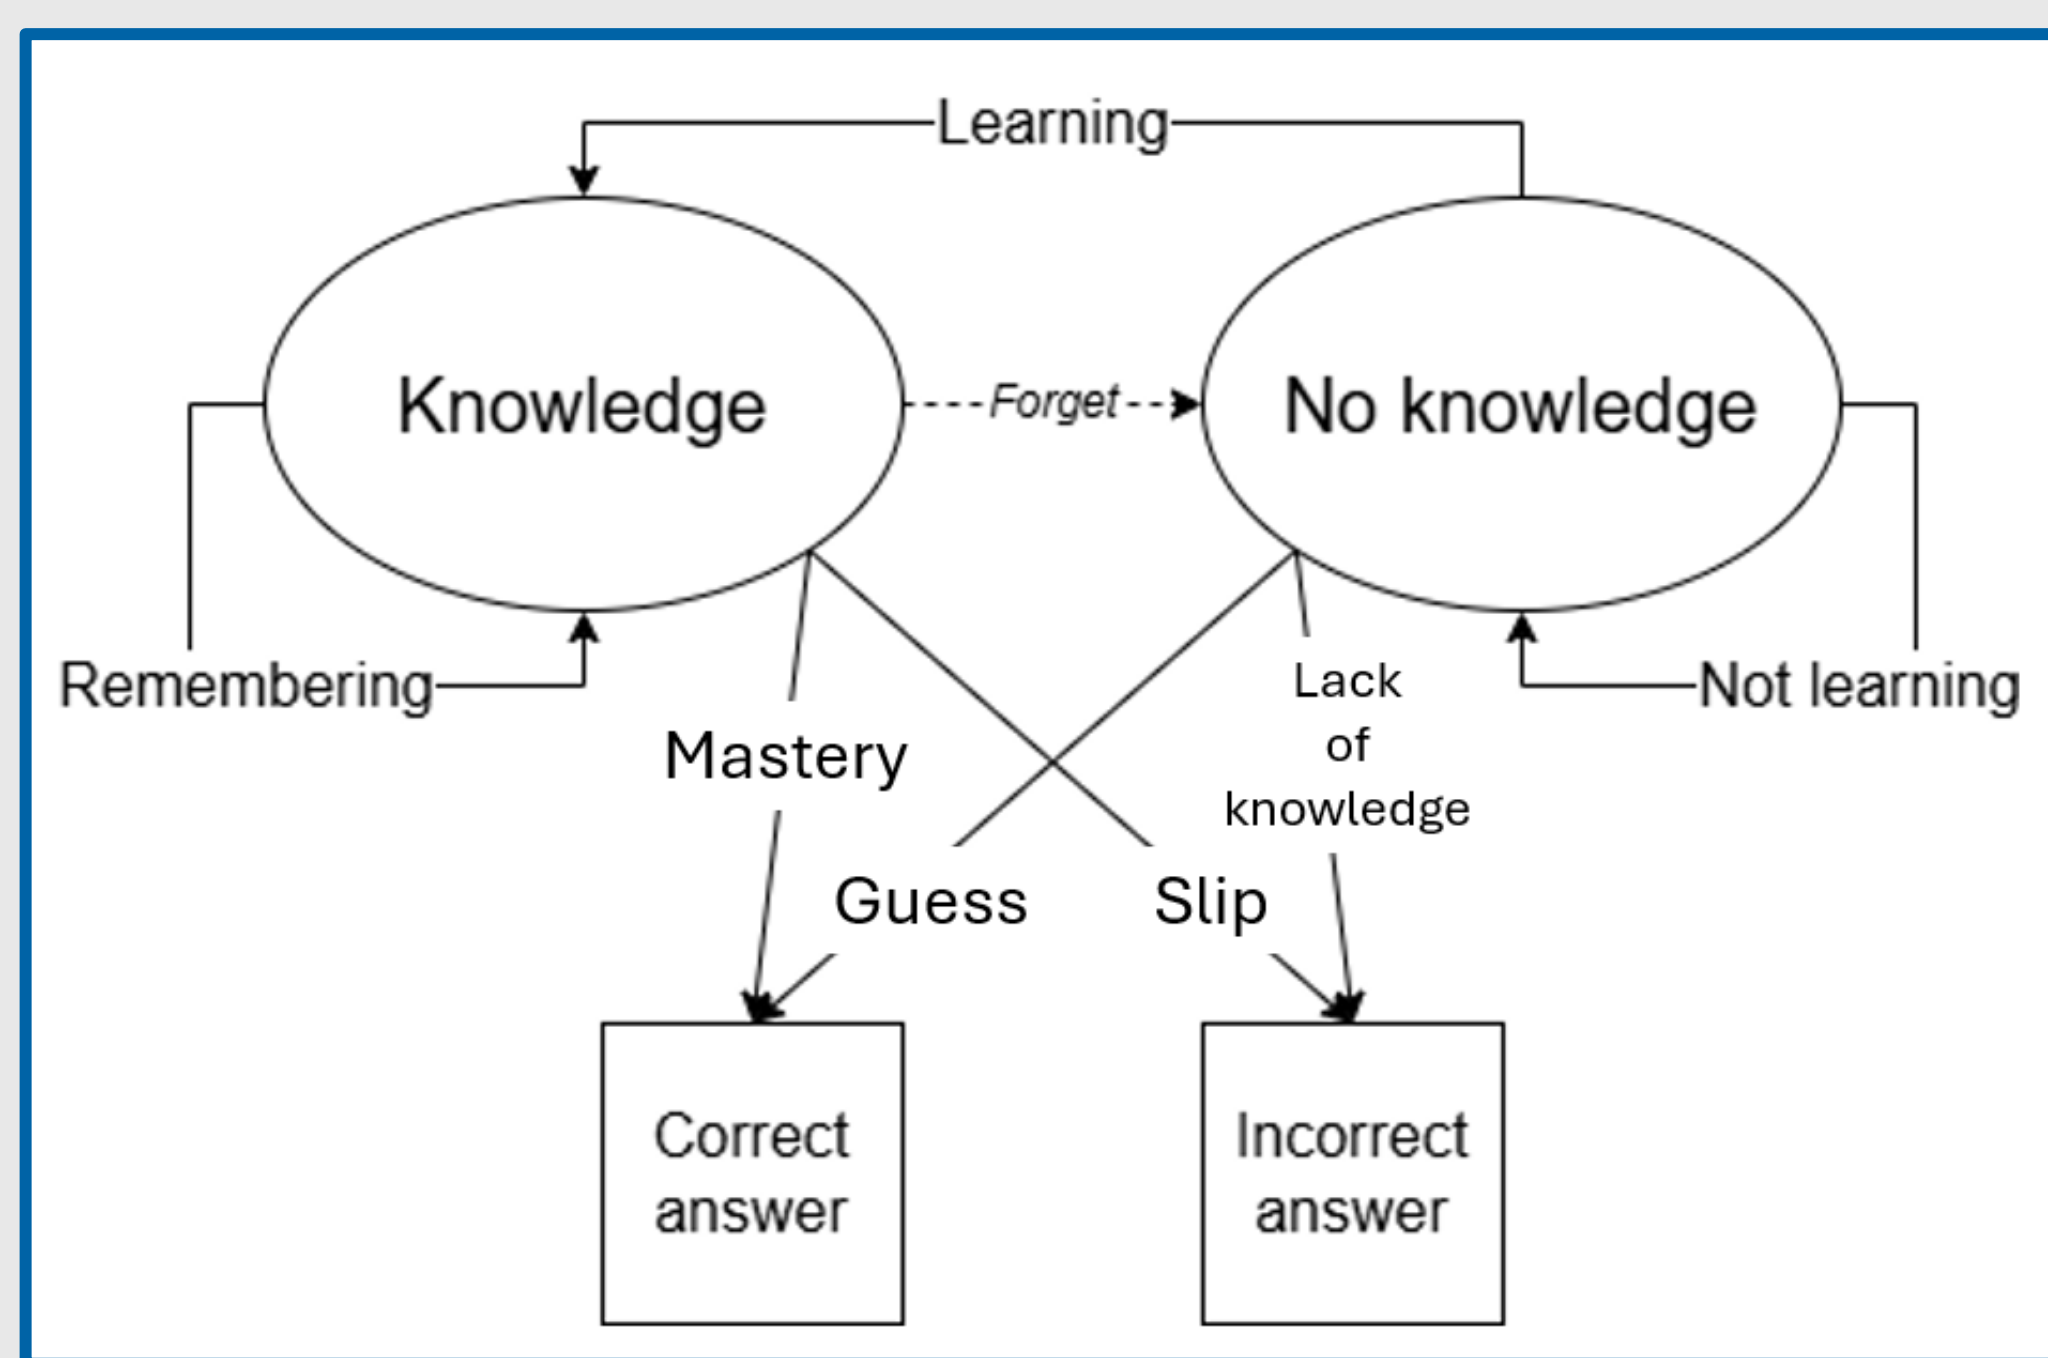 Learning
Knowledge
Forget
No knowledge
Remembering
Not learning
Mastery
Lack
of
knowledge
Guess
Slip
Correct
answer
Incorrect
answer